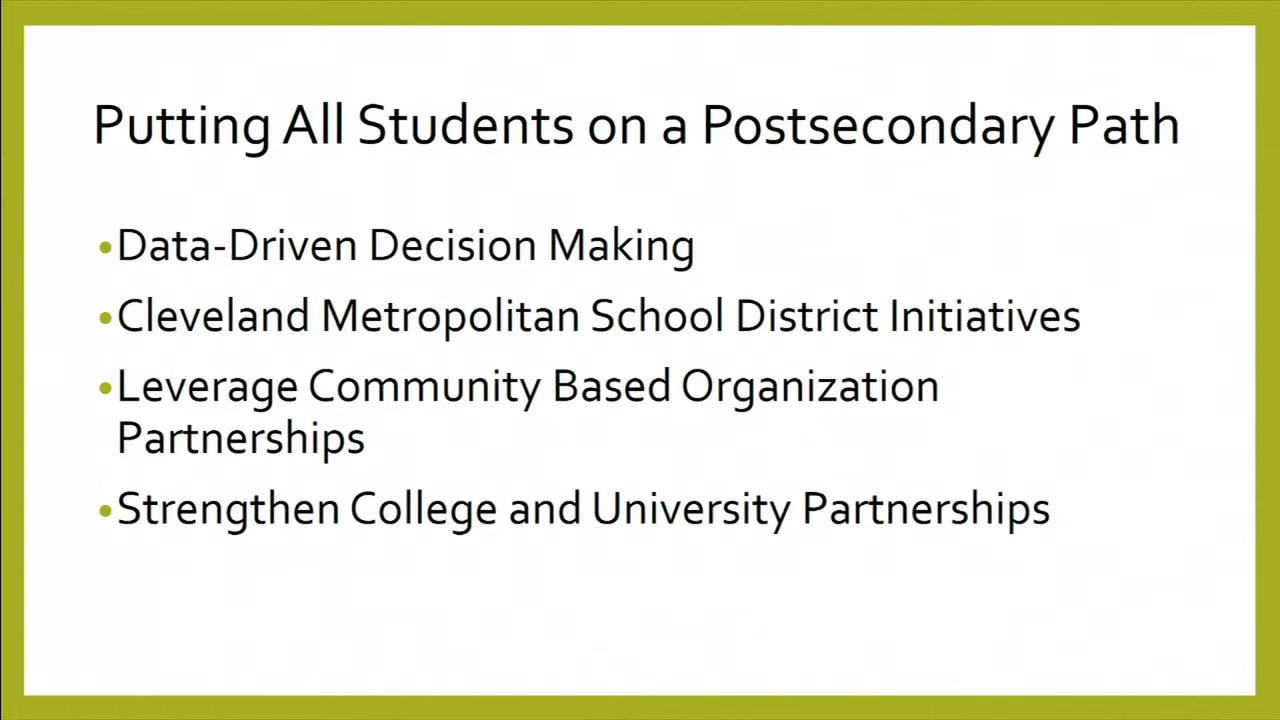 Putting All Students on a Postsecondary Path
•Data-Driven Decision Making
•Cleveland Metropolitan School District Initiatives
•Leverage Community Based Organization
Partnerships
•Strengthen College and University Partnerships